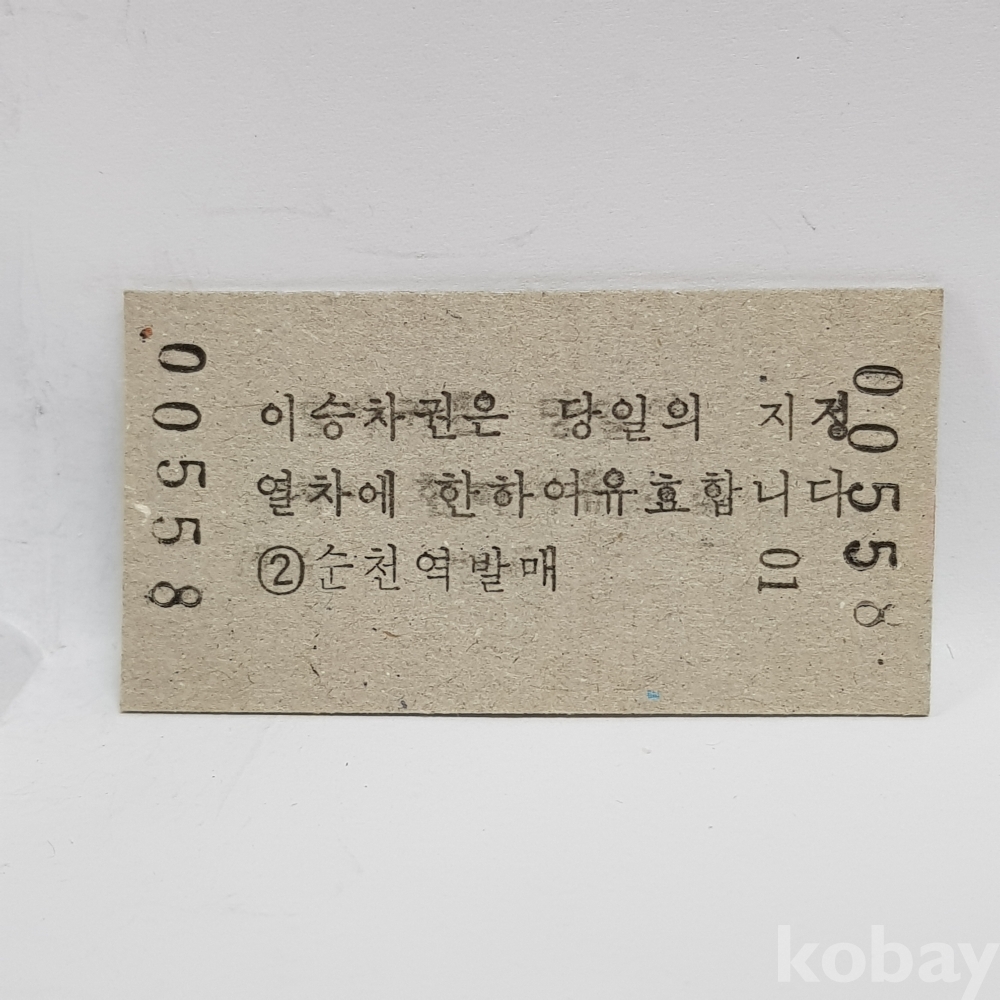 00558
이승차권은 당일의 지정
열차에 한하여유효합니다
②순천역발매 01
00558
kobay